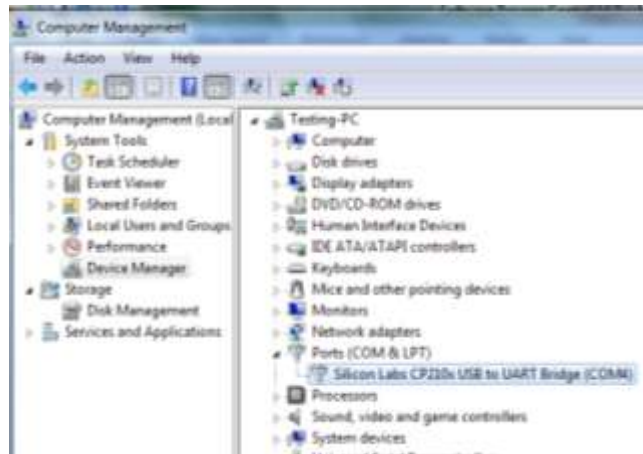 Computer Management
File Action View Help
Computer Management (Local
System Tools
Task Scheduler
Event Viewer
Shared Folders
Local Users and Groups
Performance
Device Manager
Storage
Disk Management
Services and Applications
Testing-PC
Computer
Disk drives
Display adapters
DVD/CD-ROM drives
Human Interface Devices
IDE ATA/ATAPI controllers
Keyboards
Mice and other pointing devices
Monitors
Network adapters
Ports (COM & LPT)
Silicon Labs CP210x USB to UART Bridge (COM4)
Processors
Sound, video and game controllers
System devices